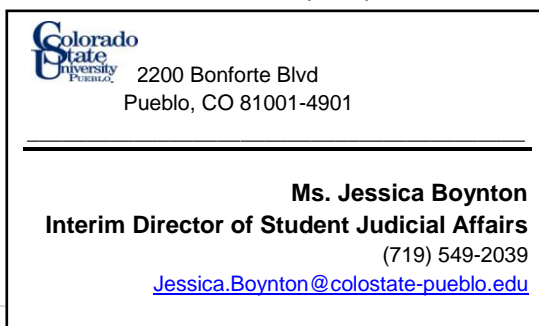 Colorado
State
University
PUEBLO
2200 Bonforte Blvd
Pueblo, CO 81001-4901
Ms. Jessica Boynton
Interim Director of Student Judicial Affairs
(719) 549-2039
Jessica.Boynton@colostate-pueblo.edu